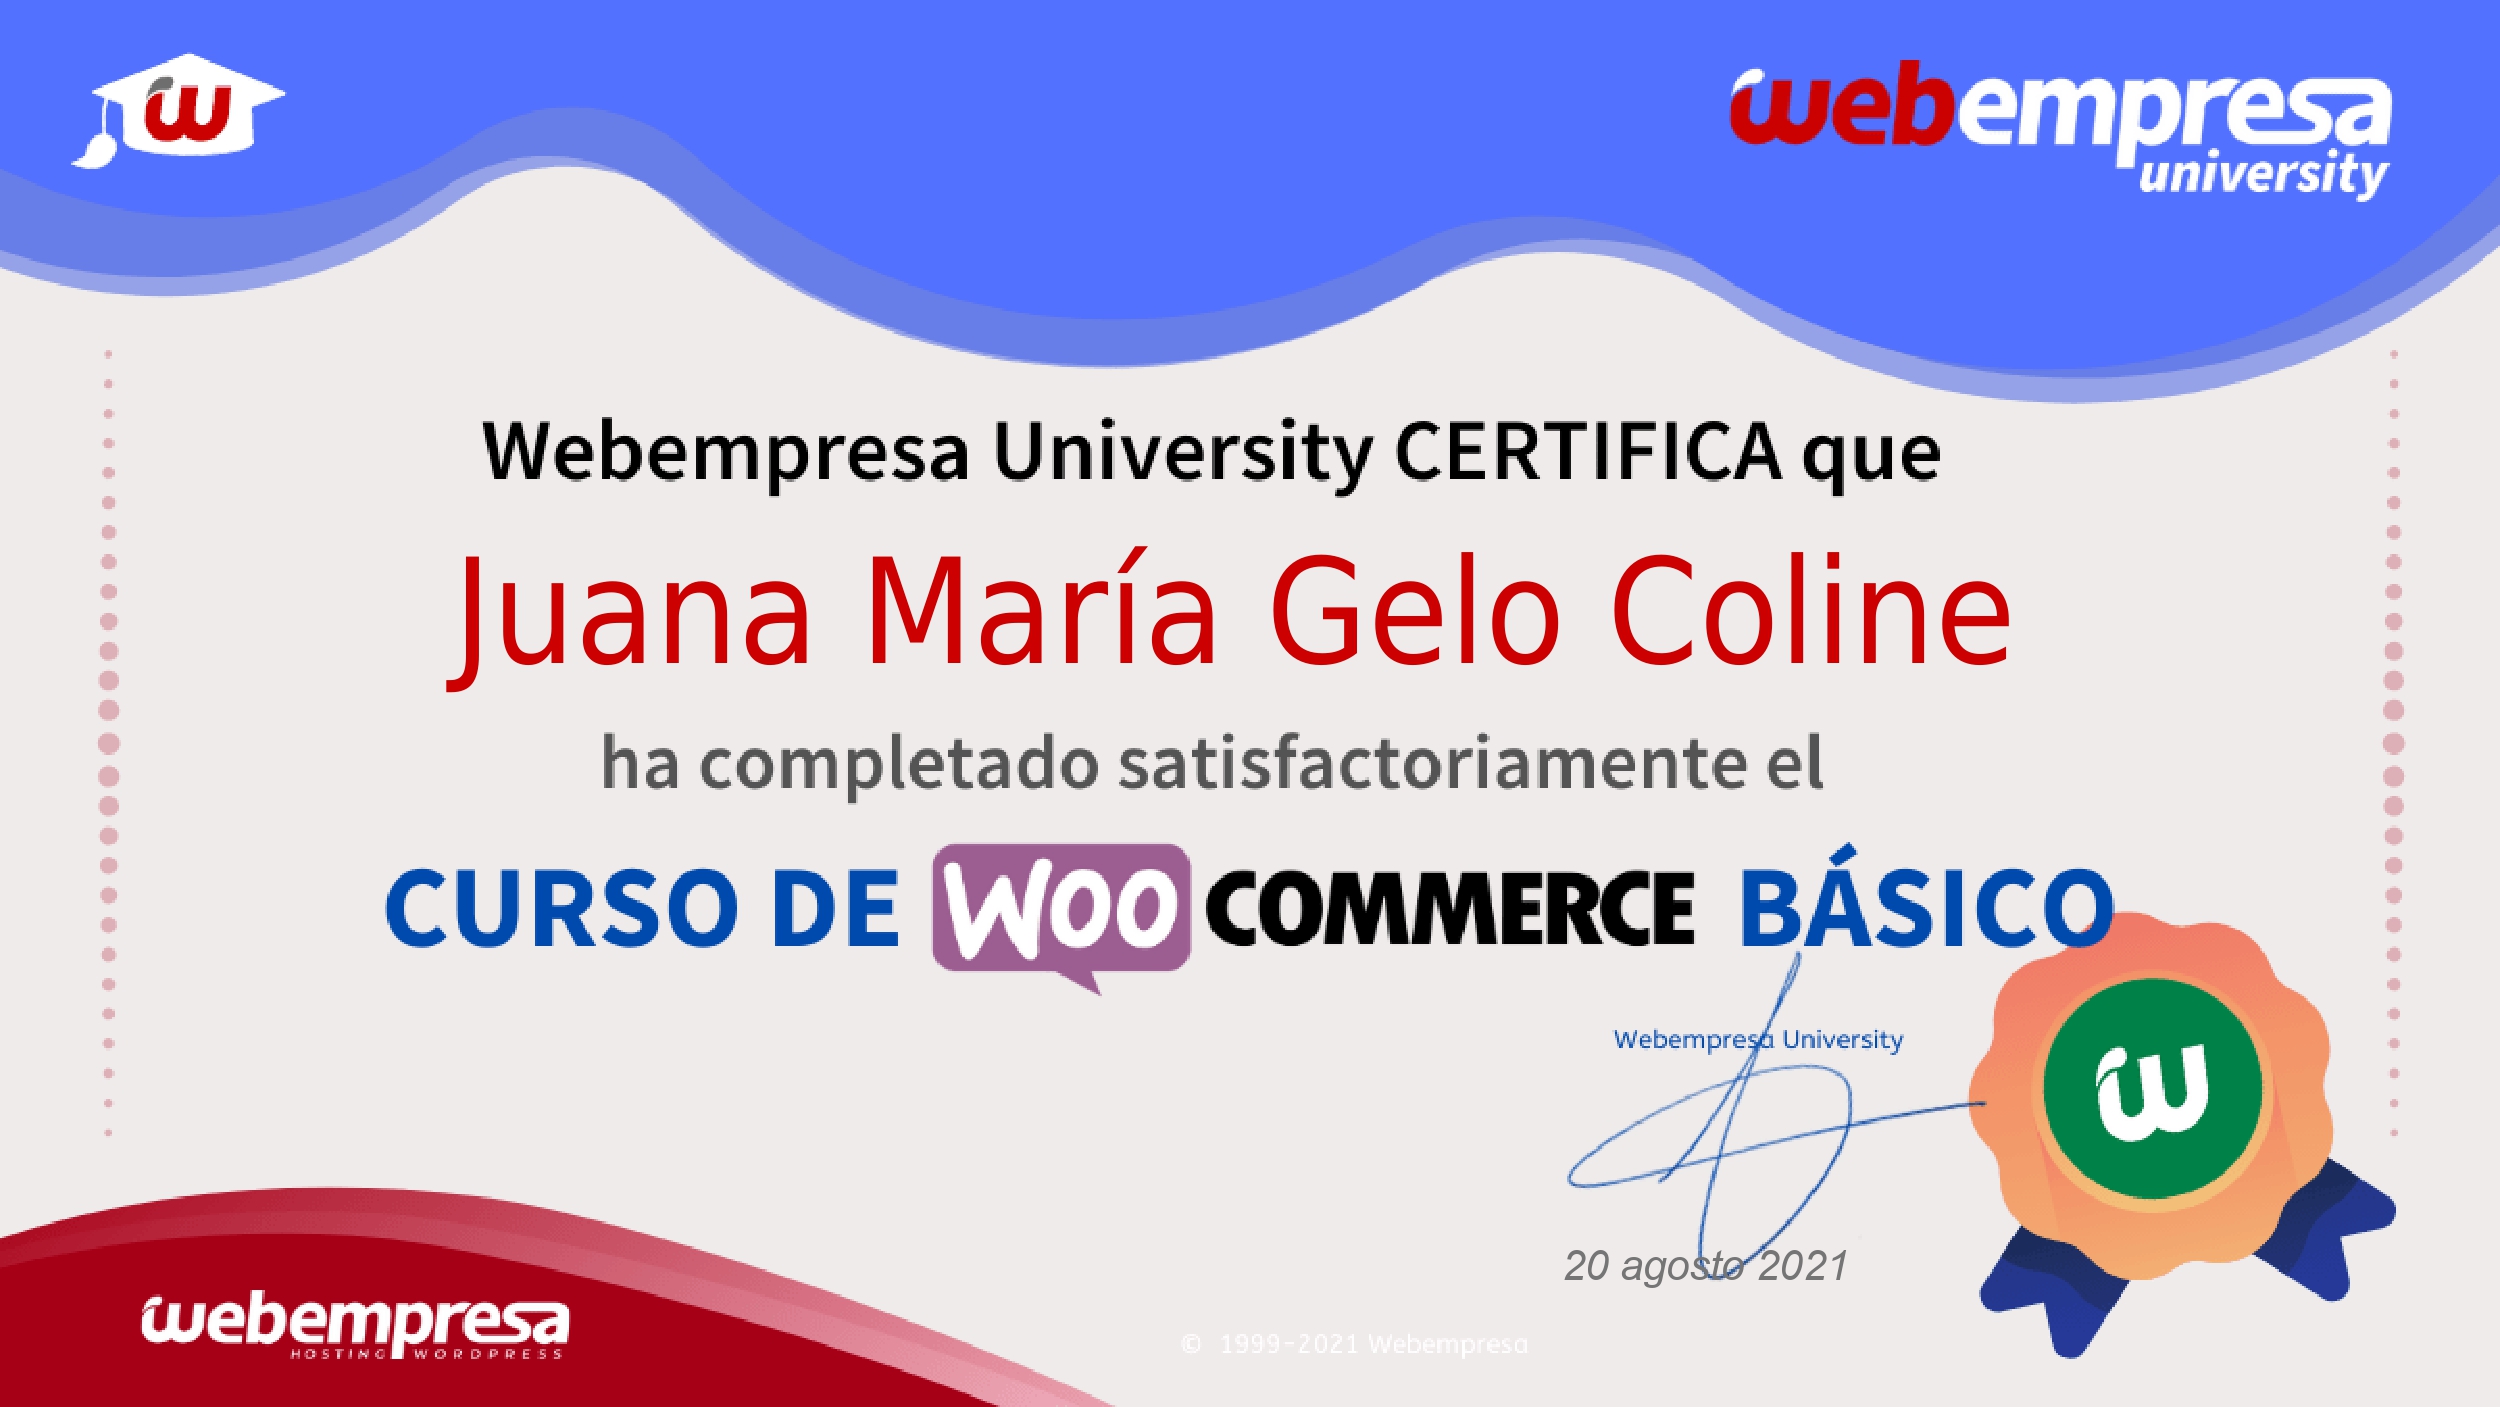 webempresa
university
Webempresa University CERTIFICA que
Juana María Gelo Coline
ha completado satisfactoriamente el
CURSO DE WOO COMMERCE BÁSICO
Webempresa University
20 agosto 2021
webempresa
HOSTING WORDPRESS
© 1999-2021 Webempresa